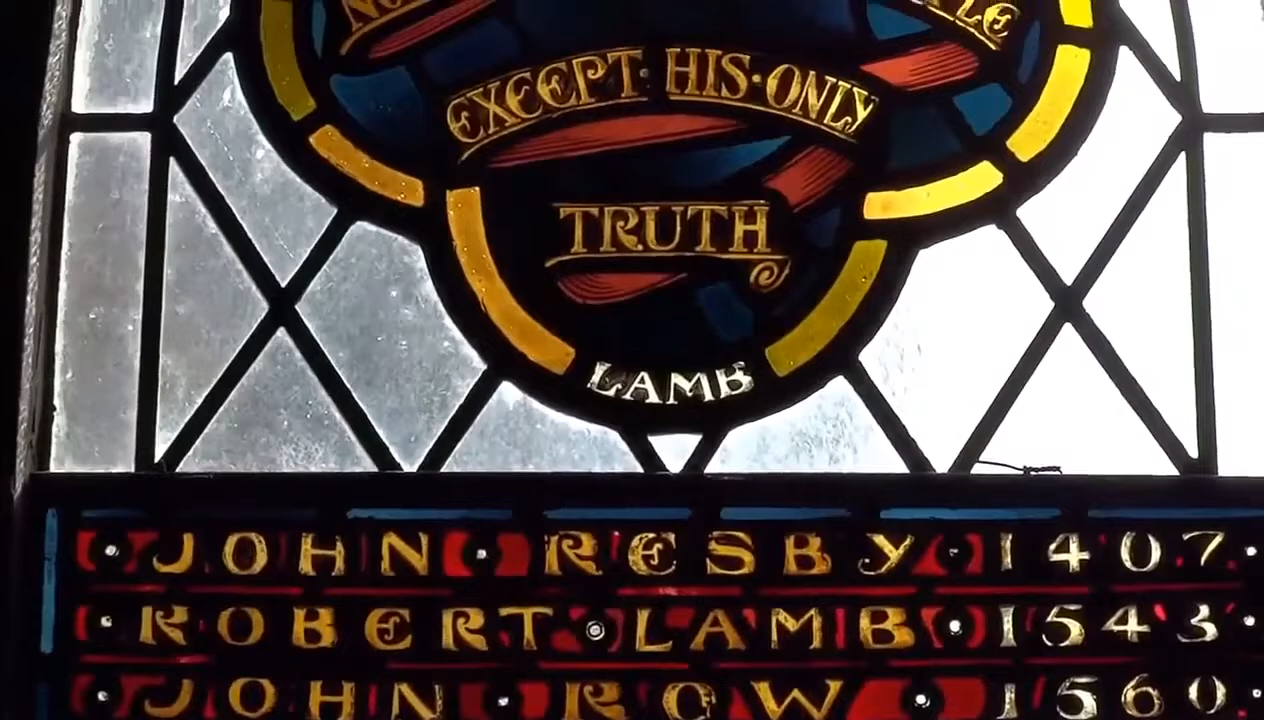 EXCEPT · HIS · ONLY
TRUTH
LAMB
· JOHN · RESBY · 1407 ·
· ROBERT · LAMB · 1543 ·
· JOHN · ROW · 1560 ·